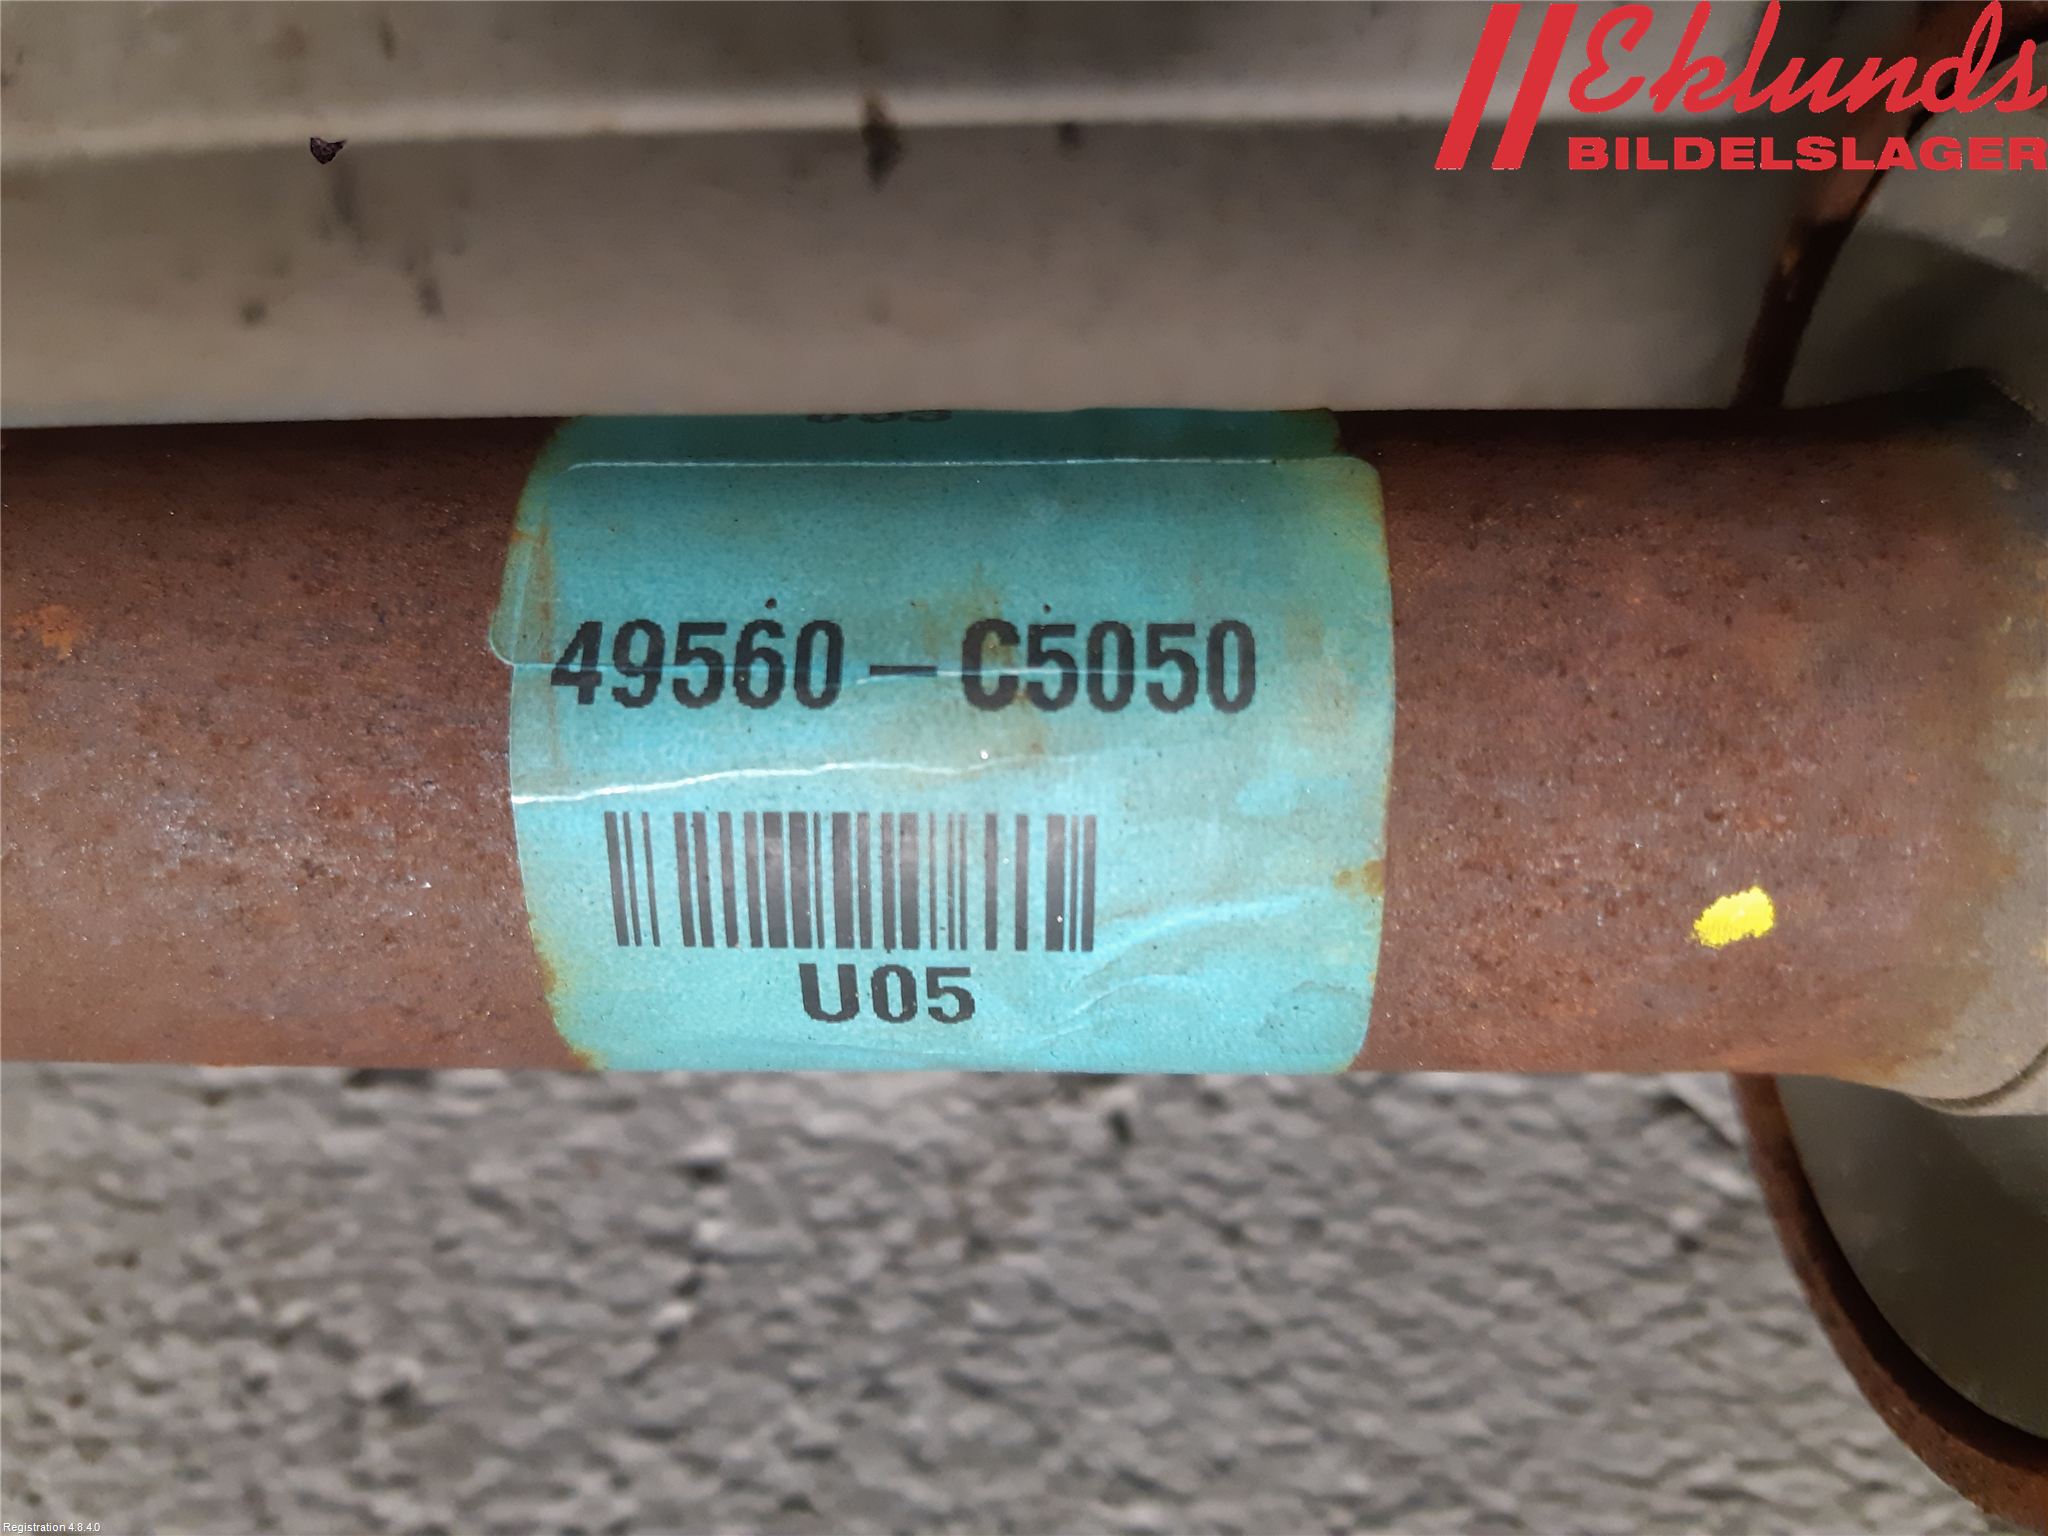 Eklunds
BILDELSLAGER
49560-C5050
U05
Registration 4.8.4.0